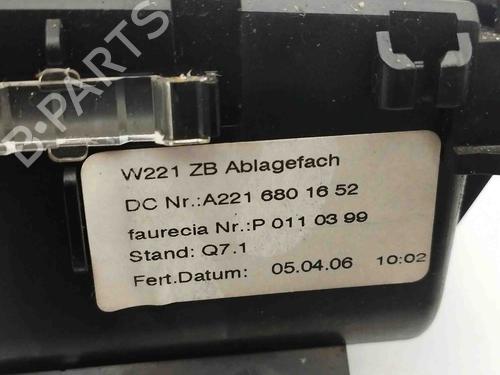 B-PARTS
W221 ZB Ablagefach
DC Nr.:A221 680 16 52
faurecia Nr.:P 011 03 99
Stand: Q7.1
Fert.Datum: 05.04.06 10:02